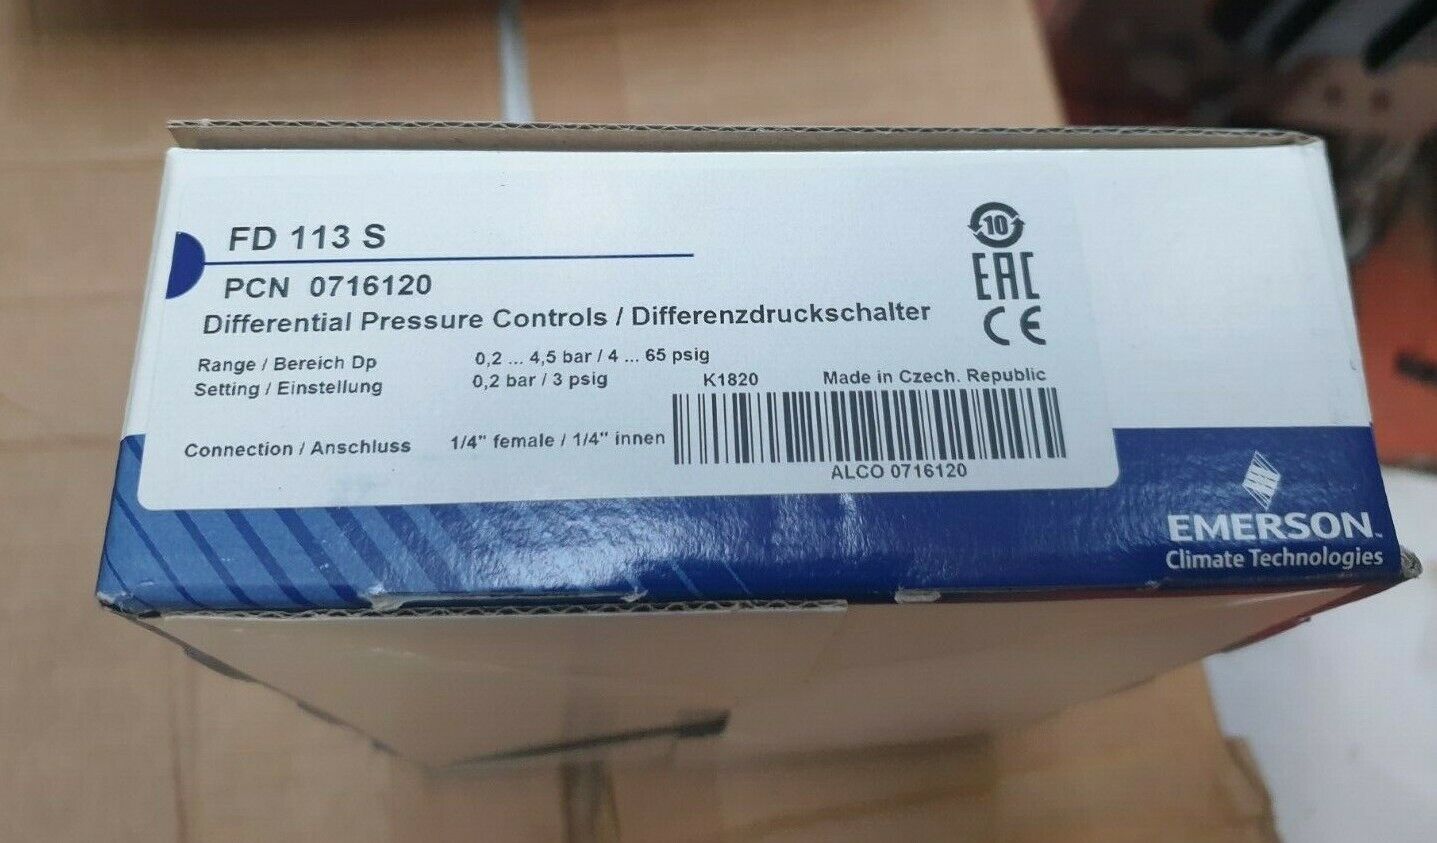 FD 113 S
PCN 0716120
Differential Pressure Controls / Differenzdruckschalter
Range / Bereich Dp 0,2 ... 4,5 bar / 4 ... 65 psig
Setting / Einstellung 0,2 bar / 3 psig
K1820 Made in Czech. Republic
Connection / Anschluss 1/4" female / 1/4" innen
ALCO 0716120
10
EAC
CE
EMERSON™
Climate Technologies